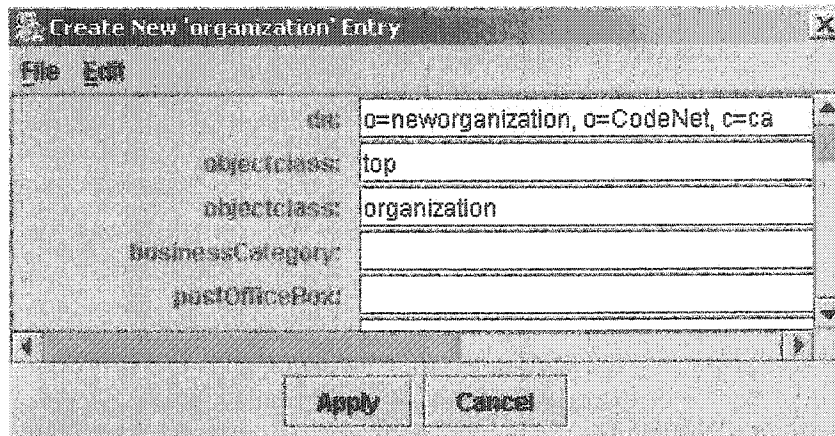 Create New 'organization' Entry
File Edit
dn: o=neworganization, o=CodeNet, c=ca
objectclass: top
objectclass: organization
businessCategory:
postOfficeBox:
Apply Cancel